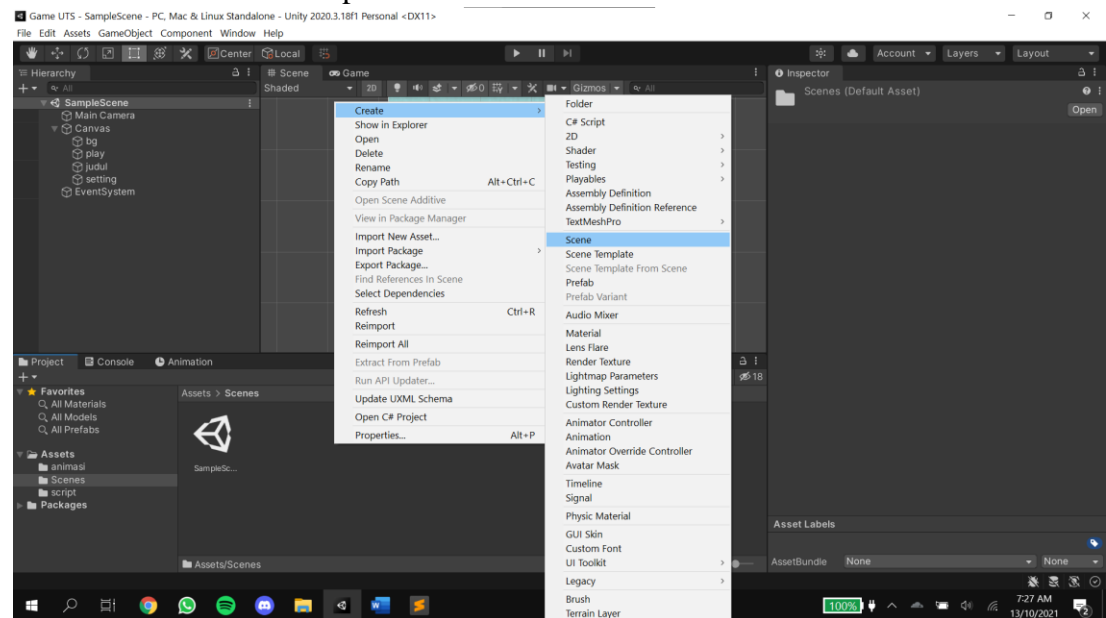 Game UTS - SampleScene - PC, Mac & Linux Standalone - Unity 2020.3.18f1 Personal <DX11>
File Edit Assets GameObject Component Window Help
Center Local Account Layers Layout
Hierarchy
All
SampleScene
Main Camera
Canvas
bg
play
judul
setting
EventSystem
Scene Game
Shaded 2D 0 Gizmos All
Create
Show in Explorer
Open
Delete
Rename
Copy Path Alt+Ctrl+C
Open Scene Additive
View in Package Manager
Import New Asset...
Import Package
Export Package...
Find References In Scene
Select Dependencies
Refresh Ctrl+R
Reimport
Reimport All
Extract From Prefab
Run API Updater...
Update UXML Schema
Open C# Project
Properties... Alt+P
Folder
C# Script
2D
Shader
Testing
Playables
Assembly Definition
Assembly Definition Reference
TextMeshPro
Scene
Scene Template
Scene Template From Scene
Prefab
Prefab Variant
Audio Mixer
Material
Lens Flare
Render Texture
Lightmap Parameters
Lighting Settings
Custom Render Texture
Animator Controller
Animation
Animator Override Controller
Avatar Mask
Timeline
Signal
Physic Material
GUI Skin
Custom Font
UI Toolkit
Legacy
Brush
Terrain Layer
Inspector
Scenes (Default Asset)
Open
Project Console Animation
18
Favorites
All Materials
All Models
All Prefabs
Assets
animasi
Scenes
script
Packages
Assets > Scenes
SampleSc...
Assets/Scenes
Asset Labels
AssetBundle None None
100%
7:27 AM
13/10/2021
2